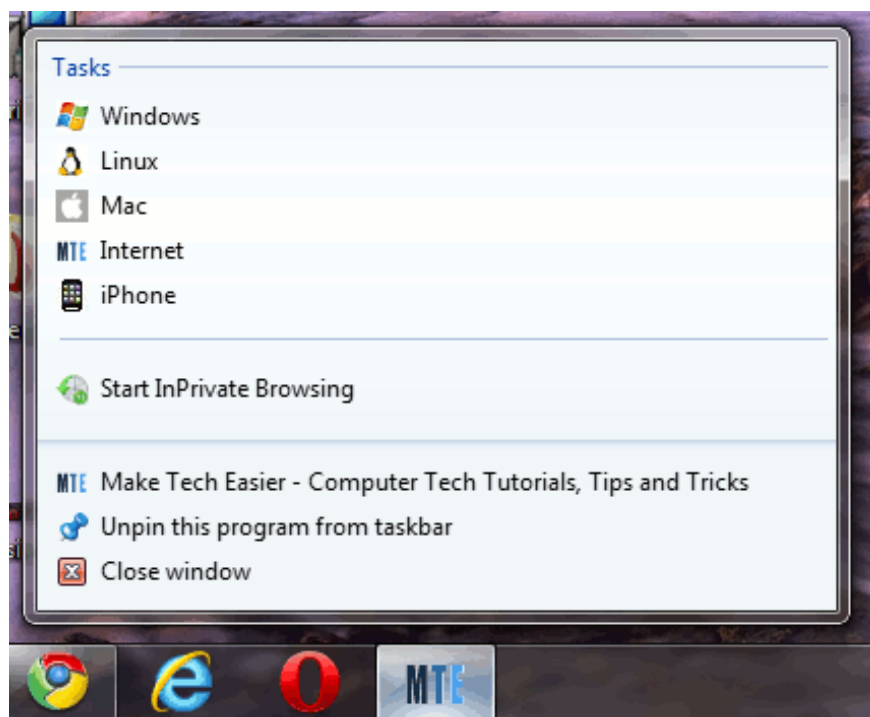 Tasks
Windows
Linux
Mac
MTE Internet
iPhone
Start InPrivate Browsing
MTE Make Tech Easier - Computer Tech Tutorials, Tips and Tricks
Unpin this program from taskbar
Close window
MTE